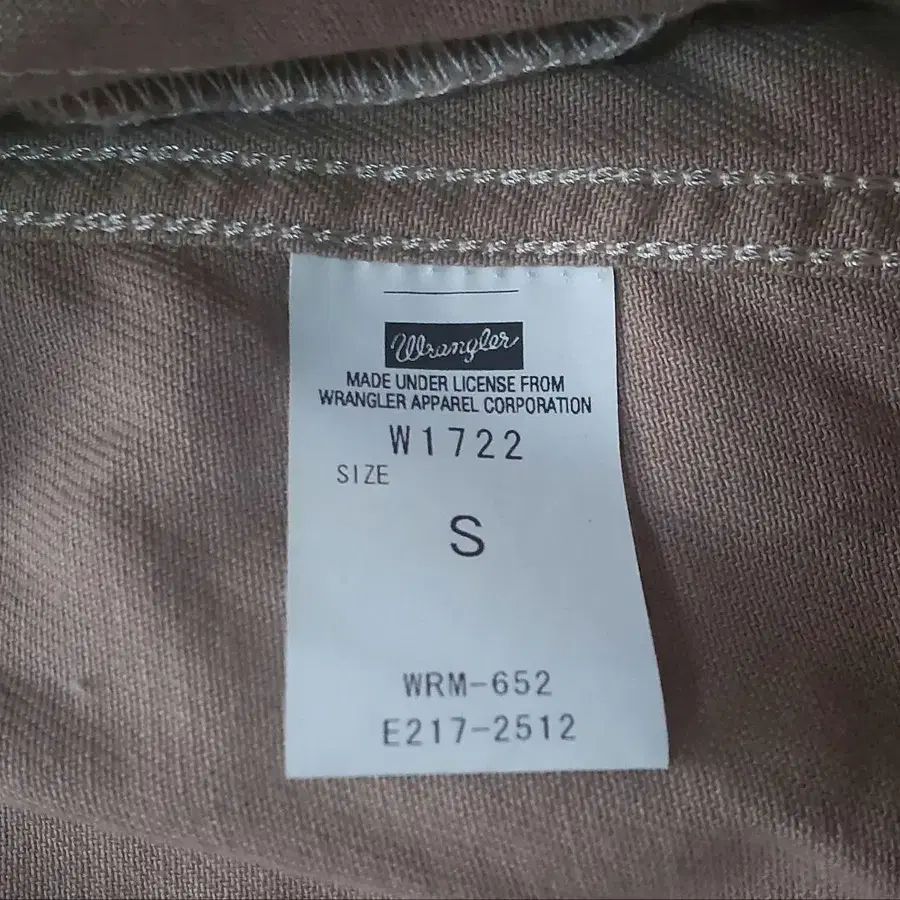 Wrangler
MADE UNDER LICENSE FROM
WRANGLER APPAREL CORPORATION
W1722
SIZE
S
WRM-652
E217-2512